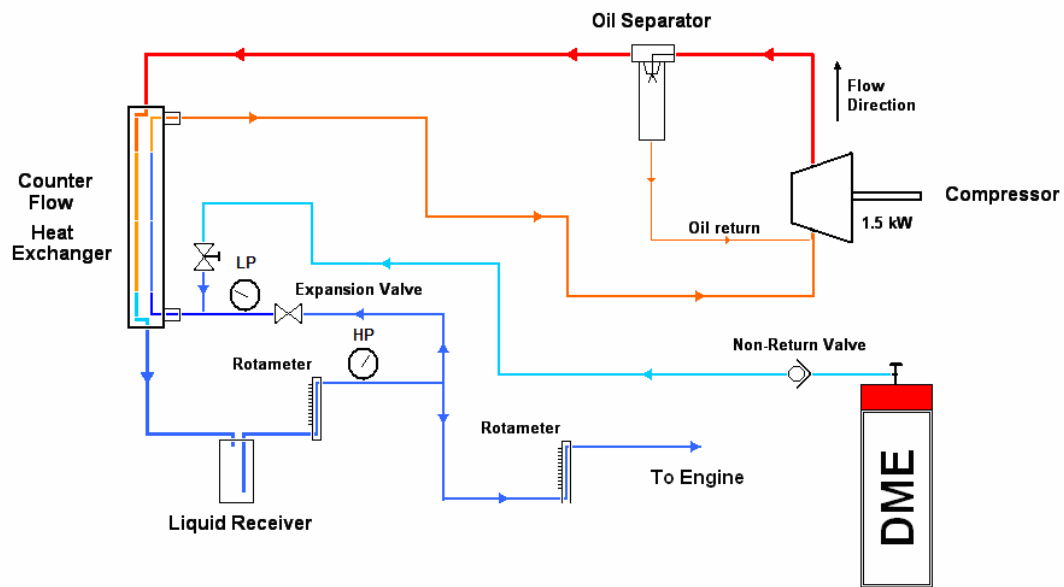 Oil Separator
Flow
Direction
Counter
Flow
Heat
Exchanger
Compressor
1.5 kW
Oil return
LP
Expansion Valve
HP
Non-Return Valve
Rotameter
Rotameter
To Engine
DME
Liquid Receiver